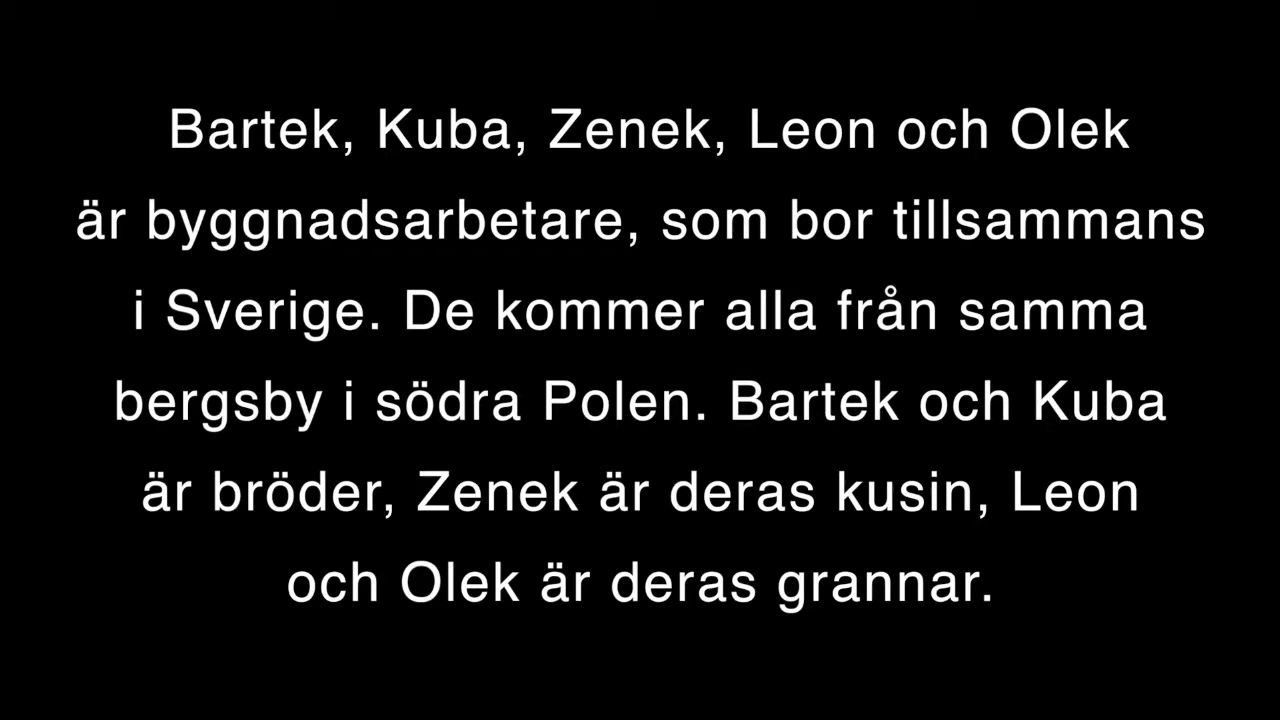 Bartek, Kuba, Zenek, Leon och Olek
är byggnadsarbetare, som bor tillsammans
i Sverige. De kommer alla från samma
bergsby i södra Polen. Bartek och Kuba
är bröder, Zenek är deras kusin, Leon
och Olek är deras grannar.